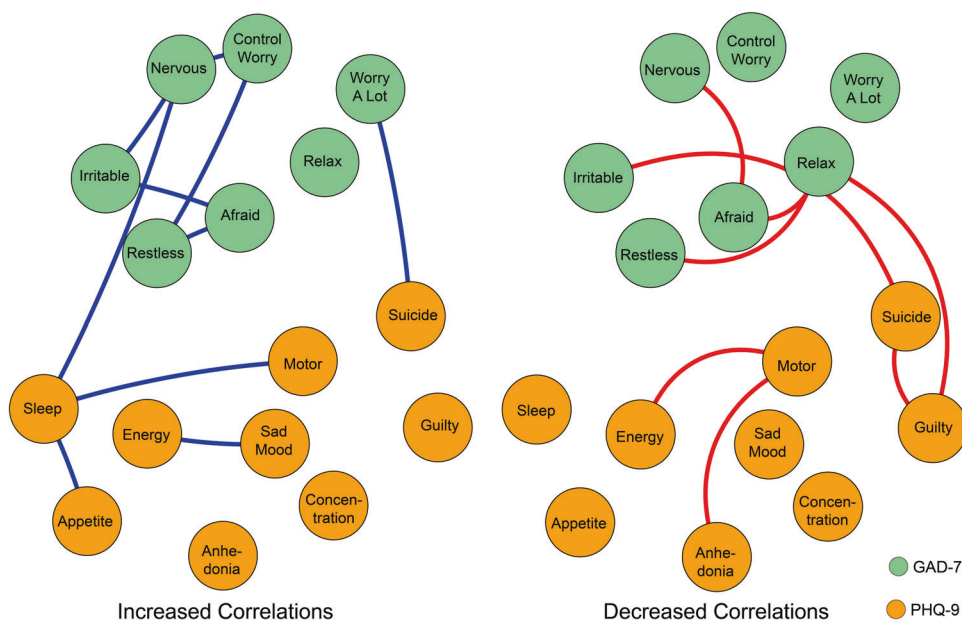 Nervous
Control
Worry
Worry
A Lot
Relax
Irritable
Afraid
Restless
Suicide
Motor
Sleep
Energy
Sad
Mood
Guilty
Appetite
Concen-
tration
Anhe-
donia
Increased Correlations
Nervous
Control
Worry
Worry
A Lot
Relax
Irritable
Afraid
Restless
Suicide
Motor
Sleep
Energy
Sad
Mood
Guilty
Appetite
Concen-
tration
Anhe-
donia
Decreased Correlations
GAD-7
PHQ-9